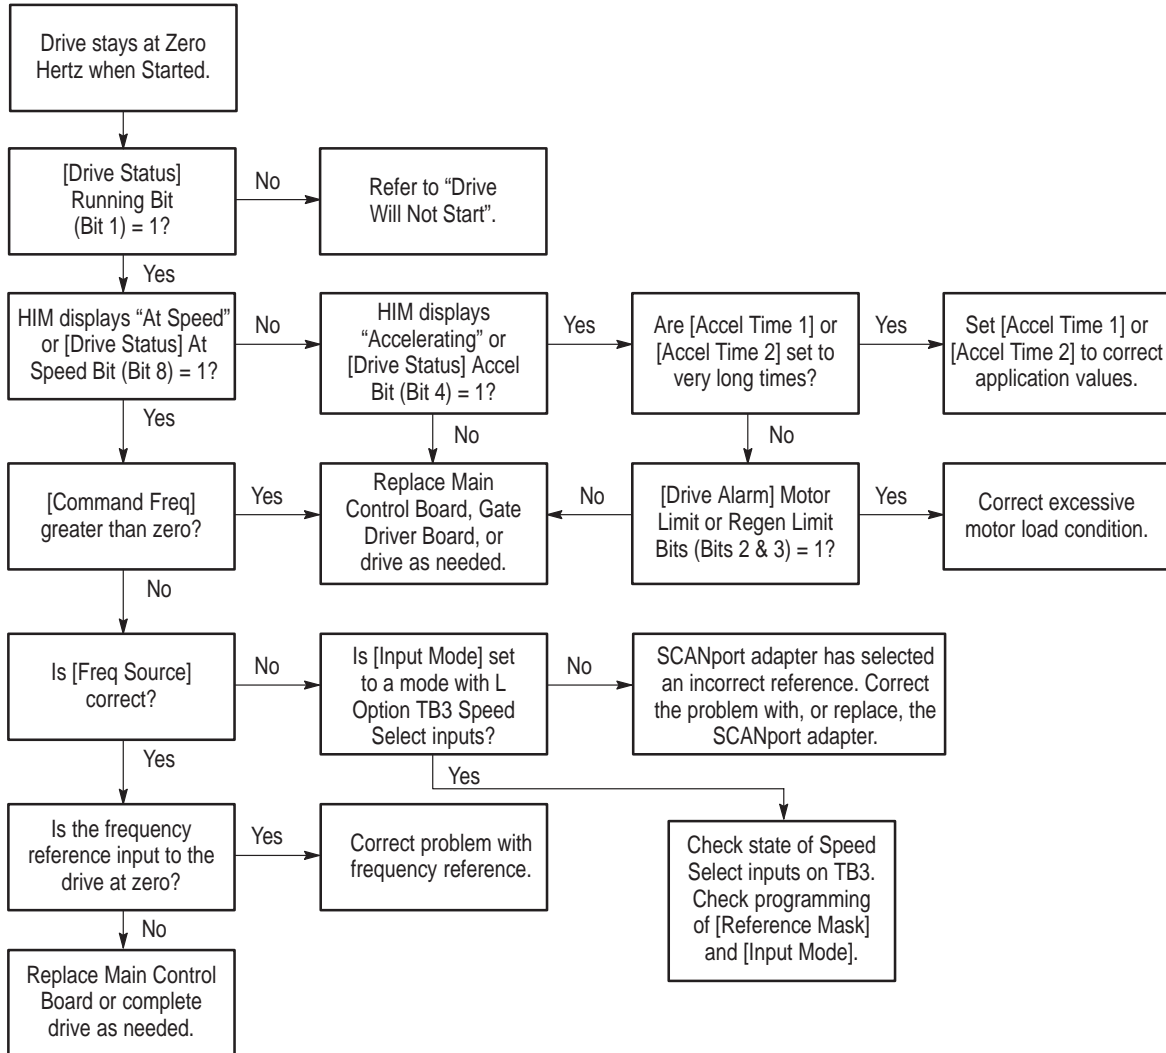 Drive stays at Zero
Hertz when Started.
[Drive Status]
Running Bit
(Bit 1) = 1?
No
Refer to “Drive
Will Not Start”.
Yes
HIM displays “At Speed”
or [Drive Status] At
Speed Bit (Bit 8) = 1?
No
HIM displays
“Accelerating” or
[Drive Status] Accel
Bit (Bit 4) = 1?
Yes
Are [Accel Time 1] or
[Accel Time 2] set to
very long times?
Yes
Set [Accel Time 1] or
[Accel Time 2] to correct
application values.
Yes
No
No
[Command Freq]
greater than zero?
Yes
Replace Main
Control Board, Gate
Driver Board, or
drive as needed.
No
[Drive Alarm] Motor
Limit or Regen Limit
Bits (Bits 2 & 3) = 1?
Yes
Correct excessive
motor load condition.
No
Is [Freq Source]
correct?
No
Is [Input Mode] set
to a mode with L
Option TB3 Speed
Select inputs?
No
SCANport adapter has selected
an incorrect reference. Correct
the problem with, or replace, the
SCANport adapter.
Yes
Yes
Is the frequency
reference input to the
drive at zero?
Yes
Correct problem with
frequency reference.
Check state of Speed
Select inputs on TB3.
Check programming
of [Reference Mask]
and [Input Mode].
No
Replace Main Control
Board or complete
drive as needed.